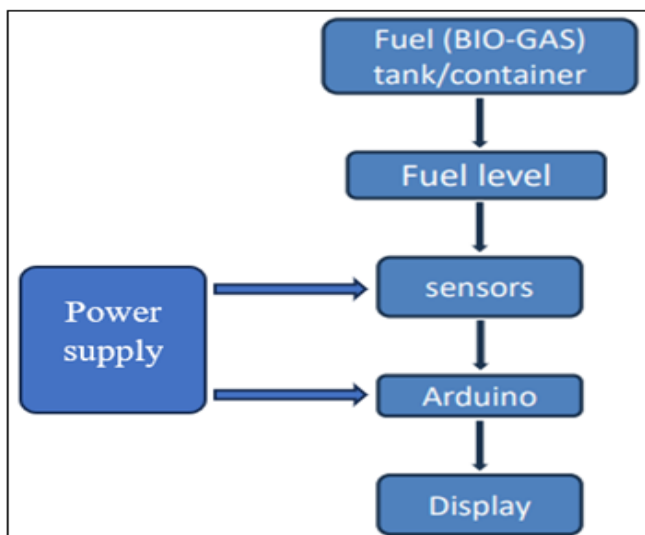 Fuel (BIO-GAS)
tank/container
Fuel level
sensors
Power
supply
Arduino
Display